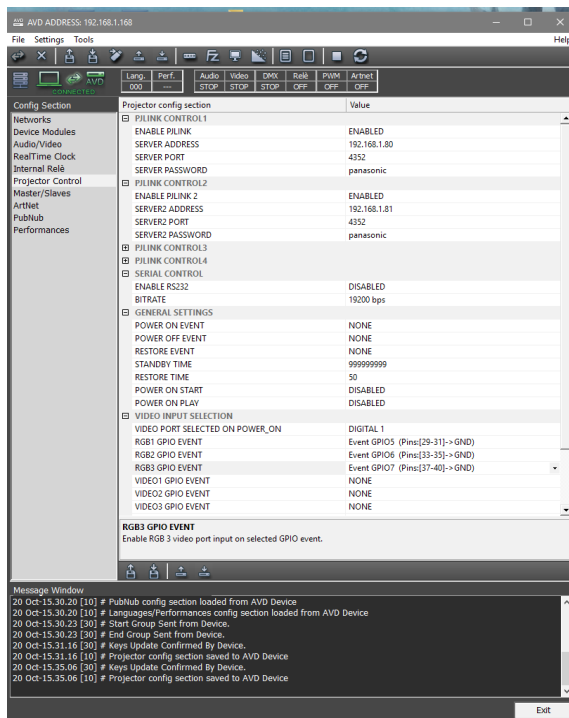 AVD ADDRESS: 192.168.1.168
File Settings Tools Help
Lang. Perf. Audio Video DMX Relè PWM Artnet
000 --- STOP STOP STOP OFF OFF OFF
AVD
CONNECTED
Config Section
Networks
Device Modules
Audio/Video
RealTime Clock
Internal Relè
Projector Control
Master/Slaves
ArtNet
PubNub
Performances
Projector config section Value
PJLINK CONTROL1
ENABLE PJLINK ENABLED
SERVER ADDRESS 192.168.1.80
SERVER PORT 4352
SERVER PASSWORD panasonic
PJLINK CONTROL2
ENABLE PJLINK 2 ENABLED
SERVER2 ADDRESS 192.168.1.81
SERVER2 PORT 4352
SERVER2 PASSWORD panasonic
PJLINK CONTROL3
PJLINK CONTROL4
SERIAL CONTROL
ENABLE RS232 DISABLED
BITRATE 19200 bps
GENERAL SETTINGS
POWER ON EVENT NONE
POWER OFF EVENT NONE
RESTORE EVENT NONE
STANDBY TIME 999999999
RESTORE TIME 50
POWER ON START DISABLED
POWER ON PLAY DISABLED
VIDEO INPUT SELECTION
VIDEO PORT SELECTED ON POWER_ON DIGITAL 1
RGB1 GPIO EVENT Event GPIO5 (Pins:[29-31]->GND)
RGB2 GPIO EVENT Event GPIO6 (Pins:[33-35]->GND)
RGB3 GPIO EVENT Event GPIO7 (Pins:[37-40]->GND)
VIDEO1 GPIO EVENT NONE
VIDEO2 GPIO EVENT NONE
VIDEO3 GPIO EVENT NONE
RGB3 GPIO EVENT
Enable RGB 3 video port input on selected GPIO event.
Message Window
20 Oct-15.30.20 [10] # PubNub config section loaded from AVD Device
20 Oct-15.30.20 [10] # Languages/Performances config section loaded from AVD Device
20 Oct-15.30.23 [30] # Start Group Sent from Device.
20 Oct-15.30.23 [30] # End Group Sent from Device.
20 Oct-15.31.16 [30] # Keys Update Confirmed By Device.
20 Oct-15.31.16 [10] # Projector config section saved to AVD Device
20 Oct-15.35.06 [30] # Keys Update Confirmed By Device.
20 Oct-15.35.06 [10] # Projector config section saved to AVD Device
Exit